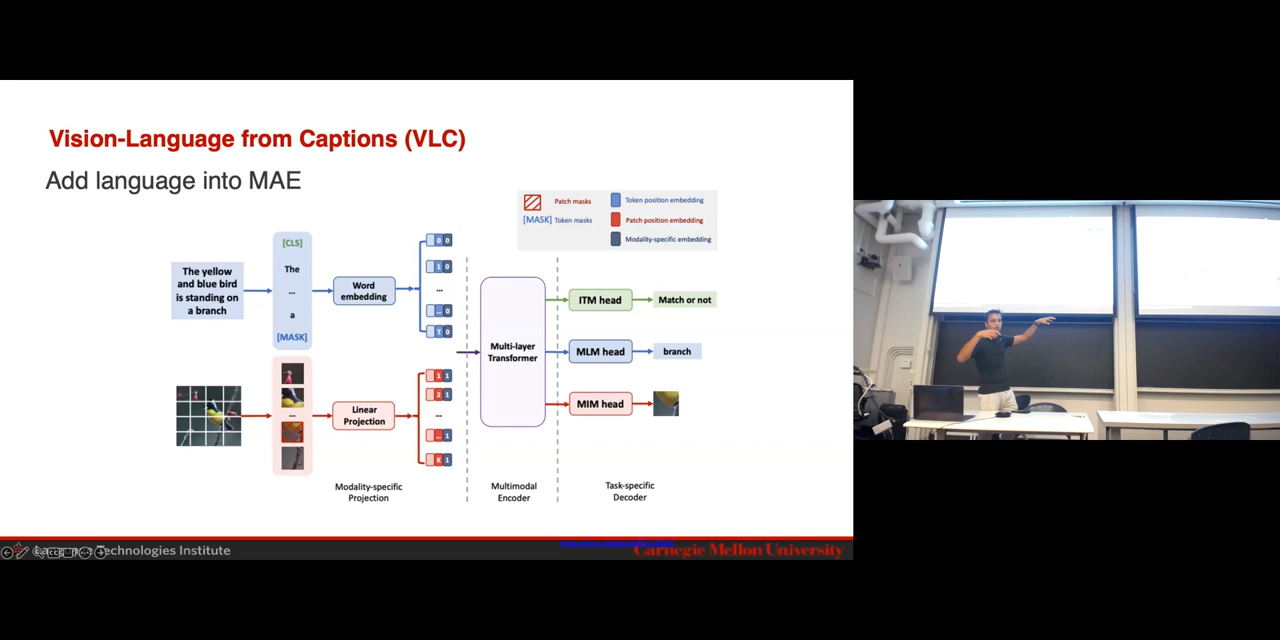 Vision-Language from Captions (VLC)
Add language into MAE
Patch masks
Token position embedding
[MASK] Token masks
Patch position embedding
Modality-specific embedding
The yellow
and blue bird
is standing on
a branch
[CLS]
The
...
a
[MASK]
Word
embedding
0 0
1 0
...
... 0
T 0
...
Linear
Projection
1 1
2 1
...
... 1
K 1
Multi-layer
Transformer
ITM head
Match or not
MLM head
branch
MIM head
Modality-specific
Projection
Multimodal
Encoder
Task-specific
Decoder
Language Technologies Institute
Carnegie Mellon University